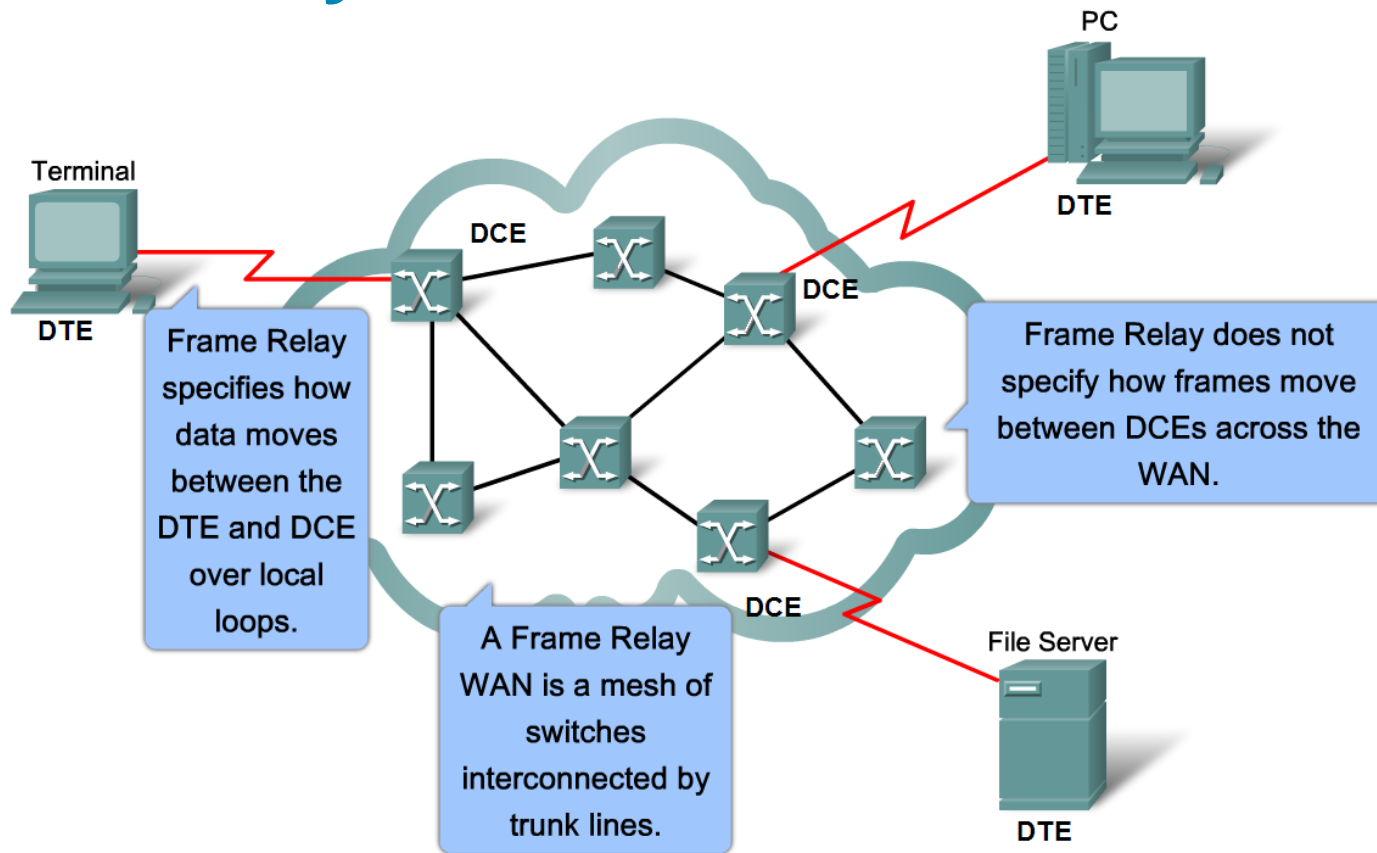 PC
Terminal
DCE
DTE
DCE
DTE
Frame Relay
specifies how
data moves
between the
DTE and DCE
over local
loops.
Frame Relay does not
specify how frames move
between DCEs across the
WAN.
DCE
A Frame Relay
WAN is a mesh of
switches
interconnected by
trunk lines.
File Server
DTE